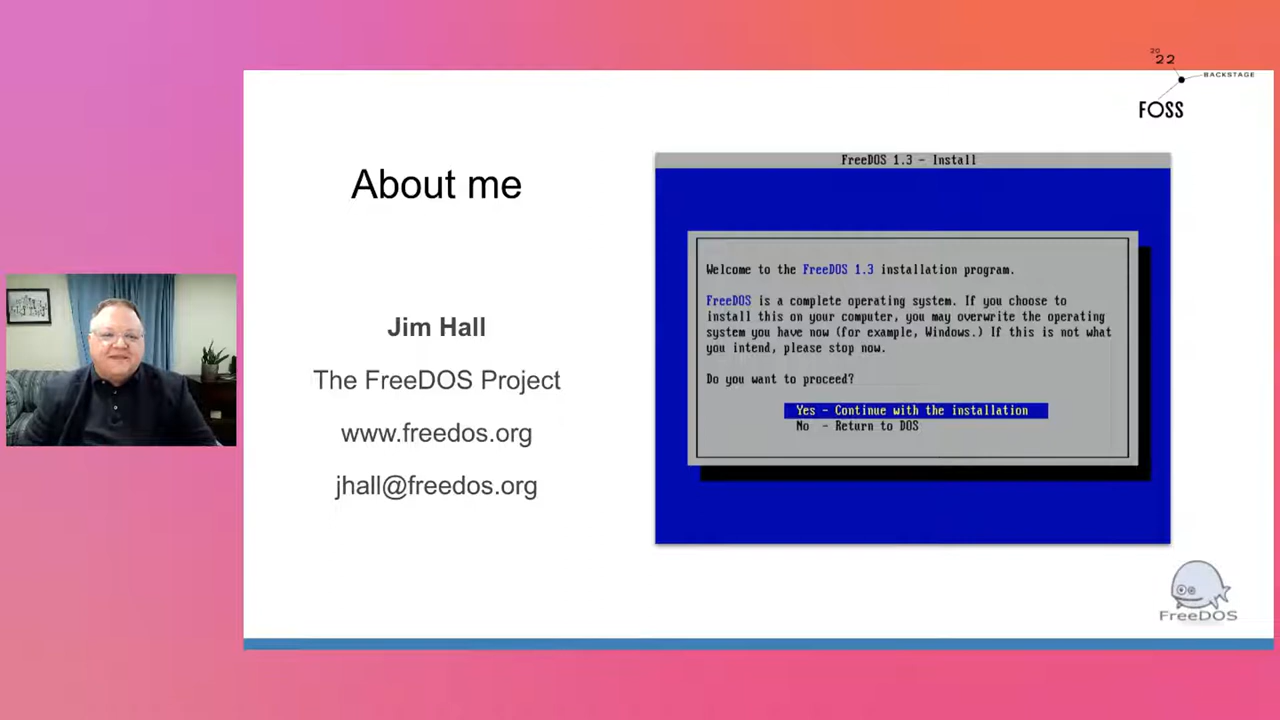 20
22
BACKSTAGE
FOSS
About me
Jim Hall
The FreeDOS Project
www.freedos.org
jhall@freedos.org
FreeDOS 1.3 - Install
Welcome to the FreeDOS 1.3 installation program.
FreeDOS is a complete operating system. If you choose to
install this on your computer, you may overwrite the operating
system you have now (for example, Windows.) If this is not what
you intend, please stop now.
Do you want to proceed?
Yes - Continue with the installation
No - Return to DOS
FreeDOS